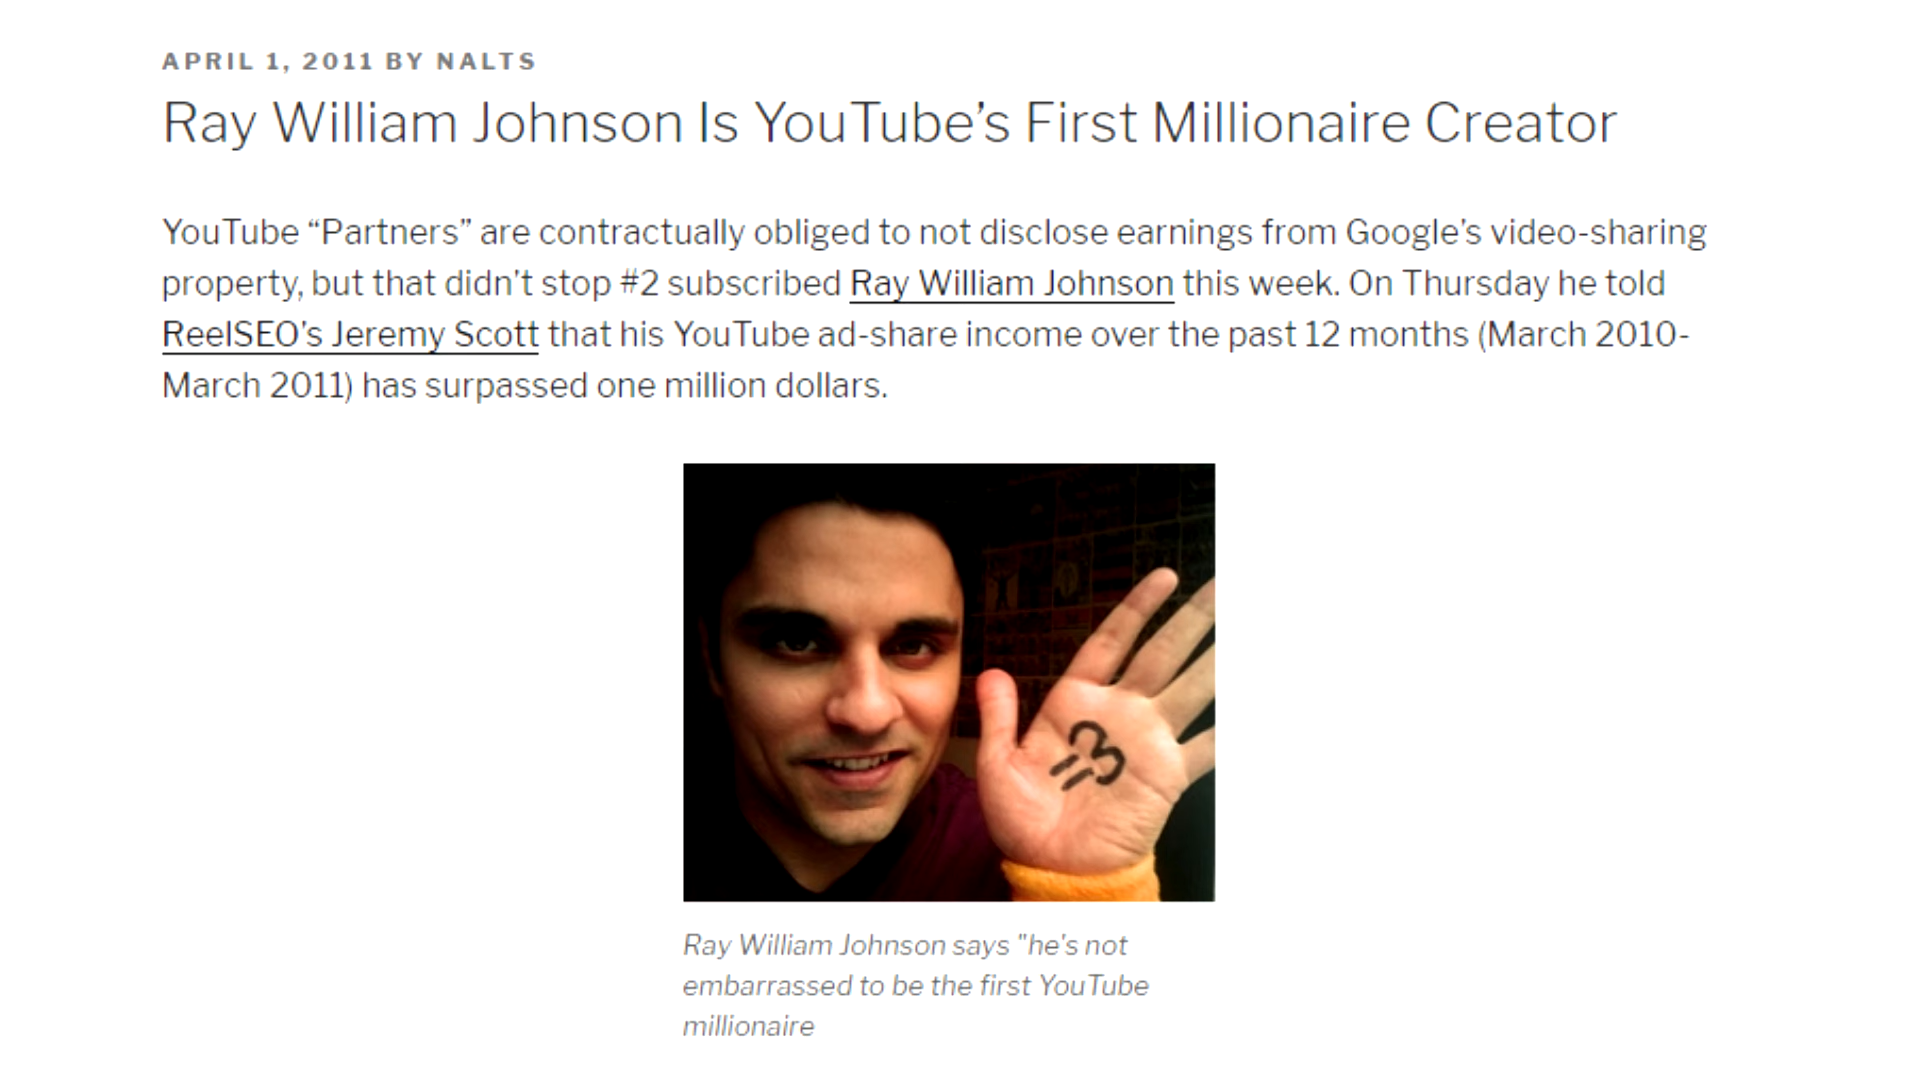 APRIL 1, 2011 BY NALTS
Ray William Johnson Is YouTube’s First Millionaire Creator
YouTube “Partners” are contractually obliged to not disclose earnings from Google’s video-sharing
property, but that didn’t stop #2 subscribed Ray William Johnson this week. On Thursday he told
ReelSEO’s Jeremy Scott that his YouTube ad-share income over the past 12 months (March 2010-
March 2011) has surpassed one million dollars.
=3
Ray William Johnson says "he's not
embarrassed to be the first YouTube
millionaire